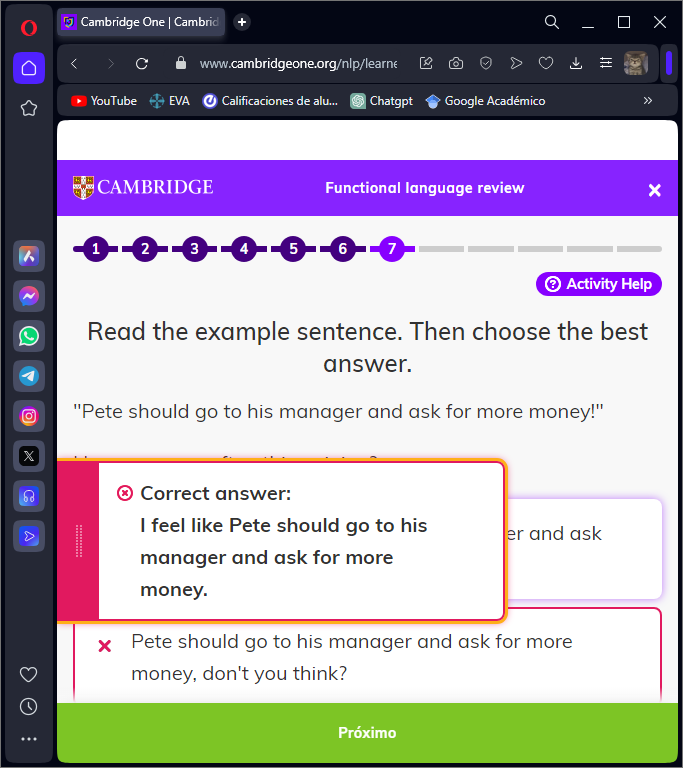 Cambridge One | Cambrid
www.cambridgeone.org/nlp/learne
YouTube
EVA
Calificaciones de alu...
Chatgpt
Google Académico
CAMBRIDGE
Functional language review
1 2 3 4 5 6 7
Activity Help
Read the example sentence. Then choose the best
answer.
"Pete should go to his manager and ask for more money!"
Correct answer:
I feel like Pete should go to his
manager and ask for more
money.
er and ask
Pete should go to his manager and ask for more
money, don't you think?
Próximo